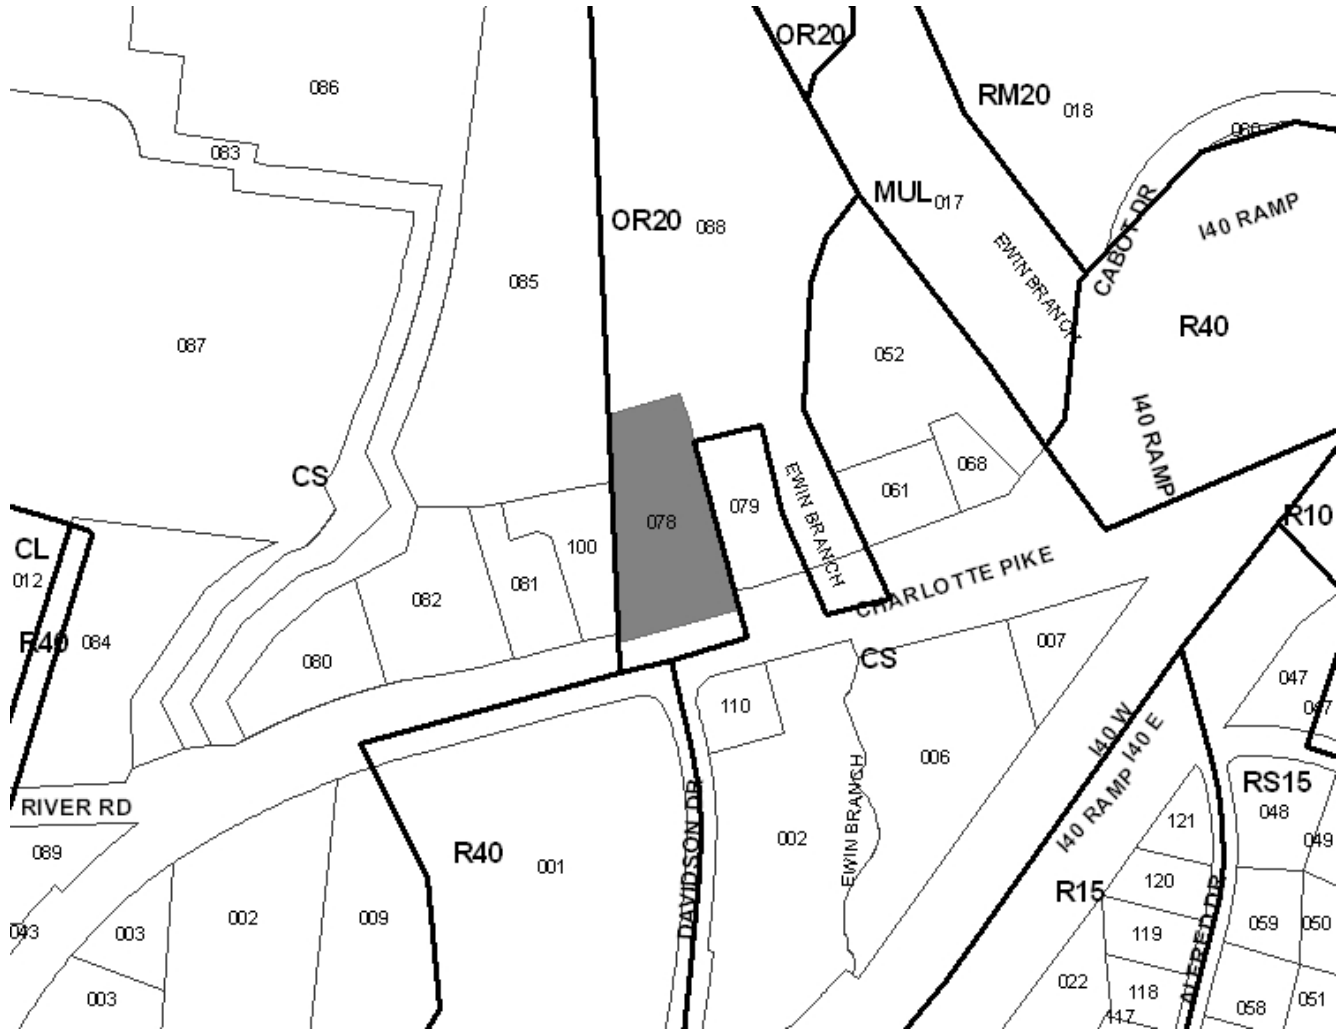 OR20
086
RM20
018
066
083
MUL
017
I40 RAMP
CABOT DR
OR20
088
EWIN BRANCH
085
R40
087
052
I40 RAMP
CS
068
061
EWIN BRANCH
079
078
R10
CL
100
012
081
CHARLOTTE PIKE
082
R40
084
007
080
CS
047
047
110
I40 W
I40 E
006
RIVER RD
RS15
EWIN BRANCH
DAVIDSON DR
I40 RAMP
048
121
002
049
089
R40
001
120
R15
ALFRED DR
002
009
059
050
043
003
119
022
118
003
058
051
117